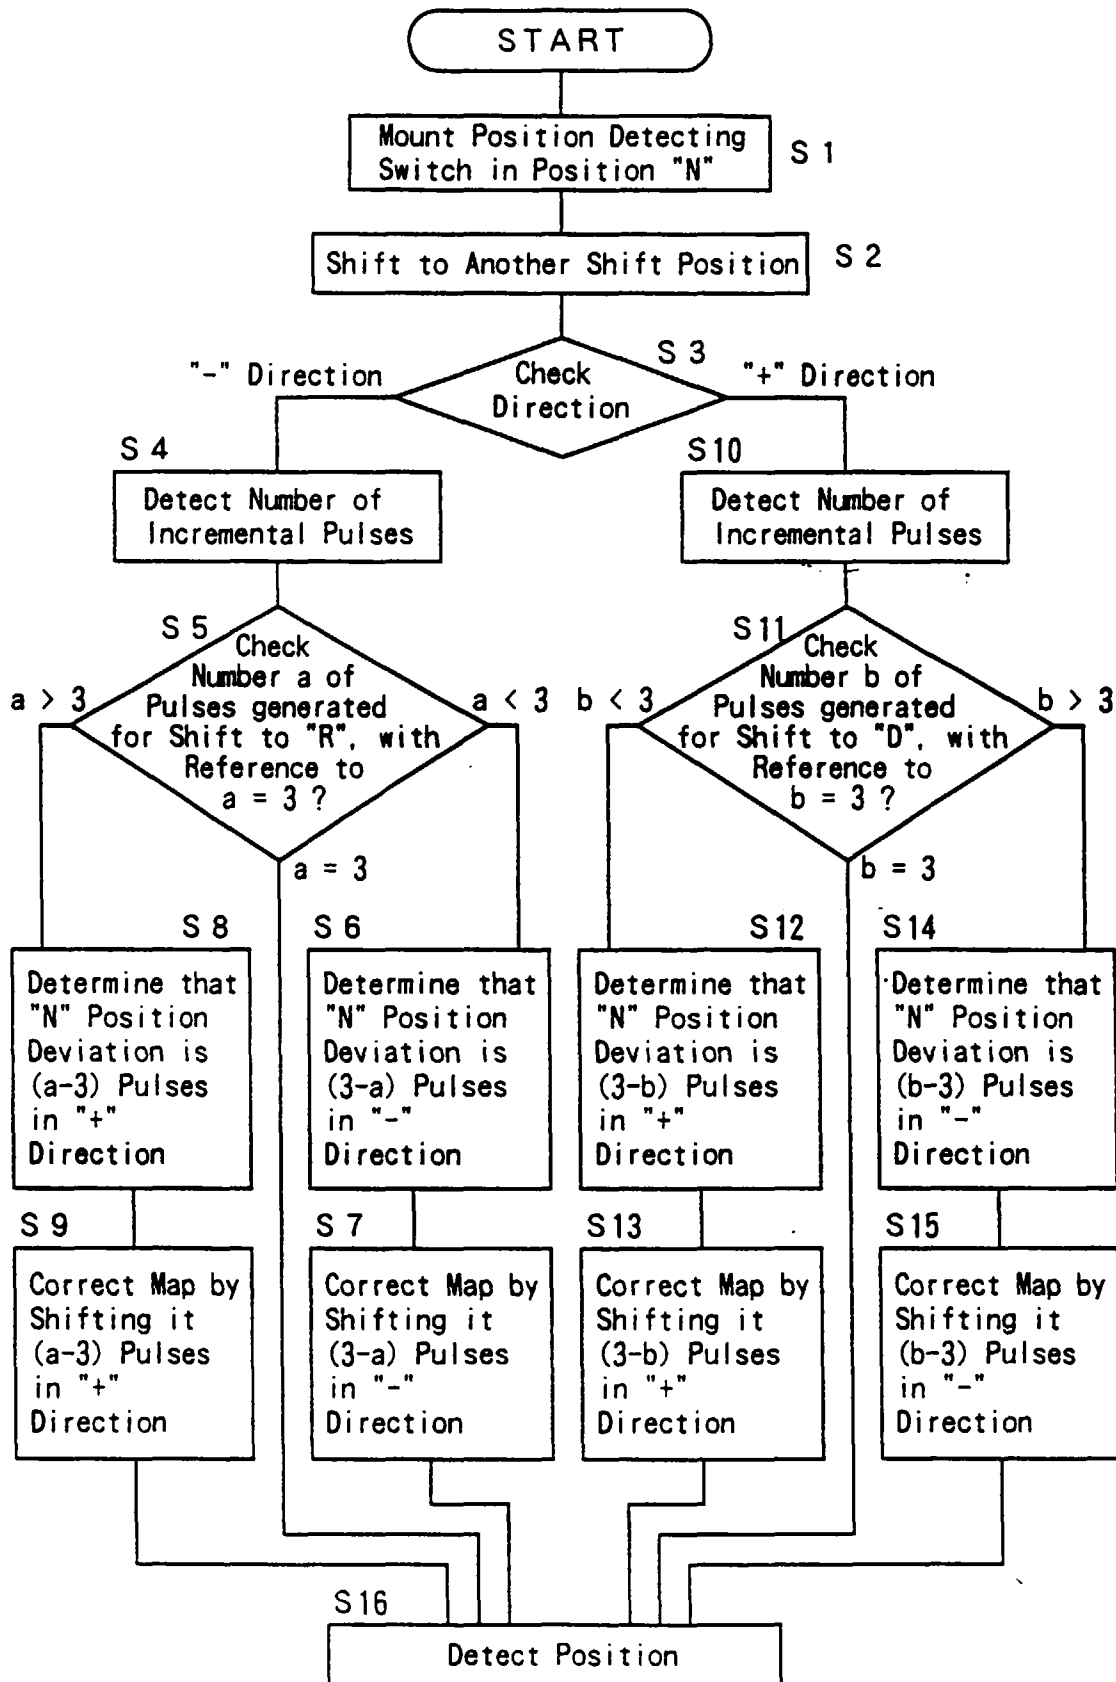 START
Mount Position Detecting
Switch in Position "N"
S 1
Shift to Another Shift Position
S 2
S 3
"-" Direction
Check
Direction
"+" Direction
S 4
Detect Number of
Incremental Pulses
S10
Detect Number of
Incremental Pulses
S 5
Check
Number a of
Pulses generated
for Shift to "R", with
Reference to
a = 3 ?
a > 3
a < 3
a = 3
S11
Check
Number b of
Pulses generated
for Shift to "D", with
Reference to
b = 3 ?
b < 3
b > 3
b = 3
S 8
Determine that
"N" Position
Deviation is
(a-3) Pulses
in "+"
Direction
S 6
Determine that
"N" Position
Deviation is
(3-a) Pulses
in "-"
Direction
S12
Determine that
"N" Position
Deviation is
(3-b) Pulses
in "+"
Direction
S14
Determine that
"N" Position
Deviation is
(b-3) Pulses
in "-"
Direction
S 9
Correct Map by
Shifting it
(a-3) Pulses
in "+"
Direction
S 7
Correct Map by
Shifting it
(3-a) Pulses
in "-"
Direction
S13
Correct Map by
Shifting it
(3-b) Pulses
in "+"
Direction
S15
Correct Map by
Shifting it
(b-3) Pulses
in "-"
Direction
S16
Detect Position